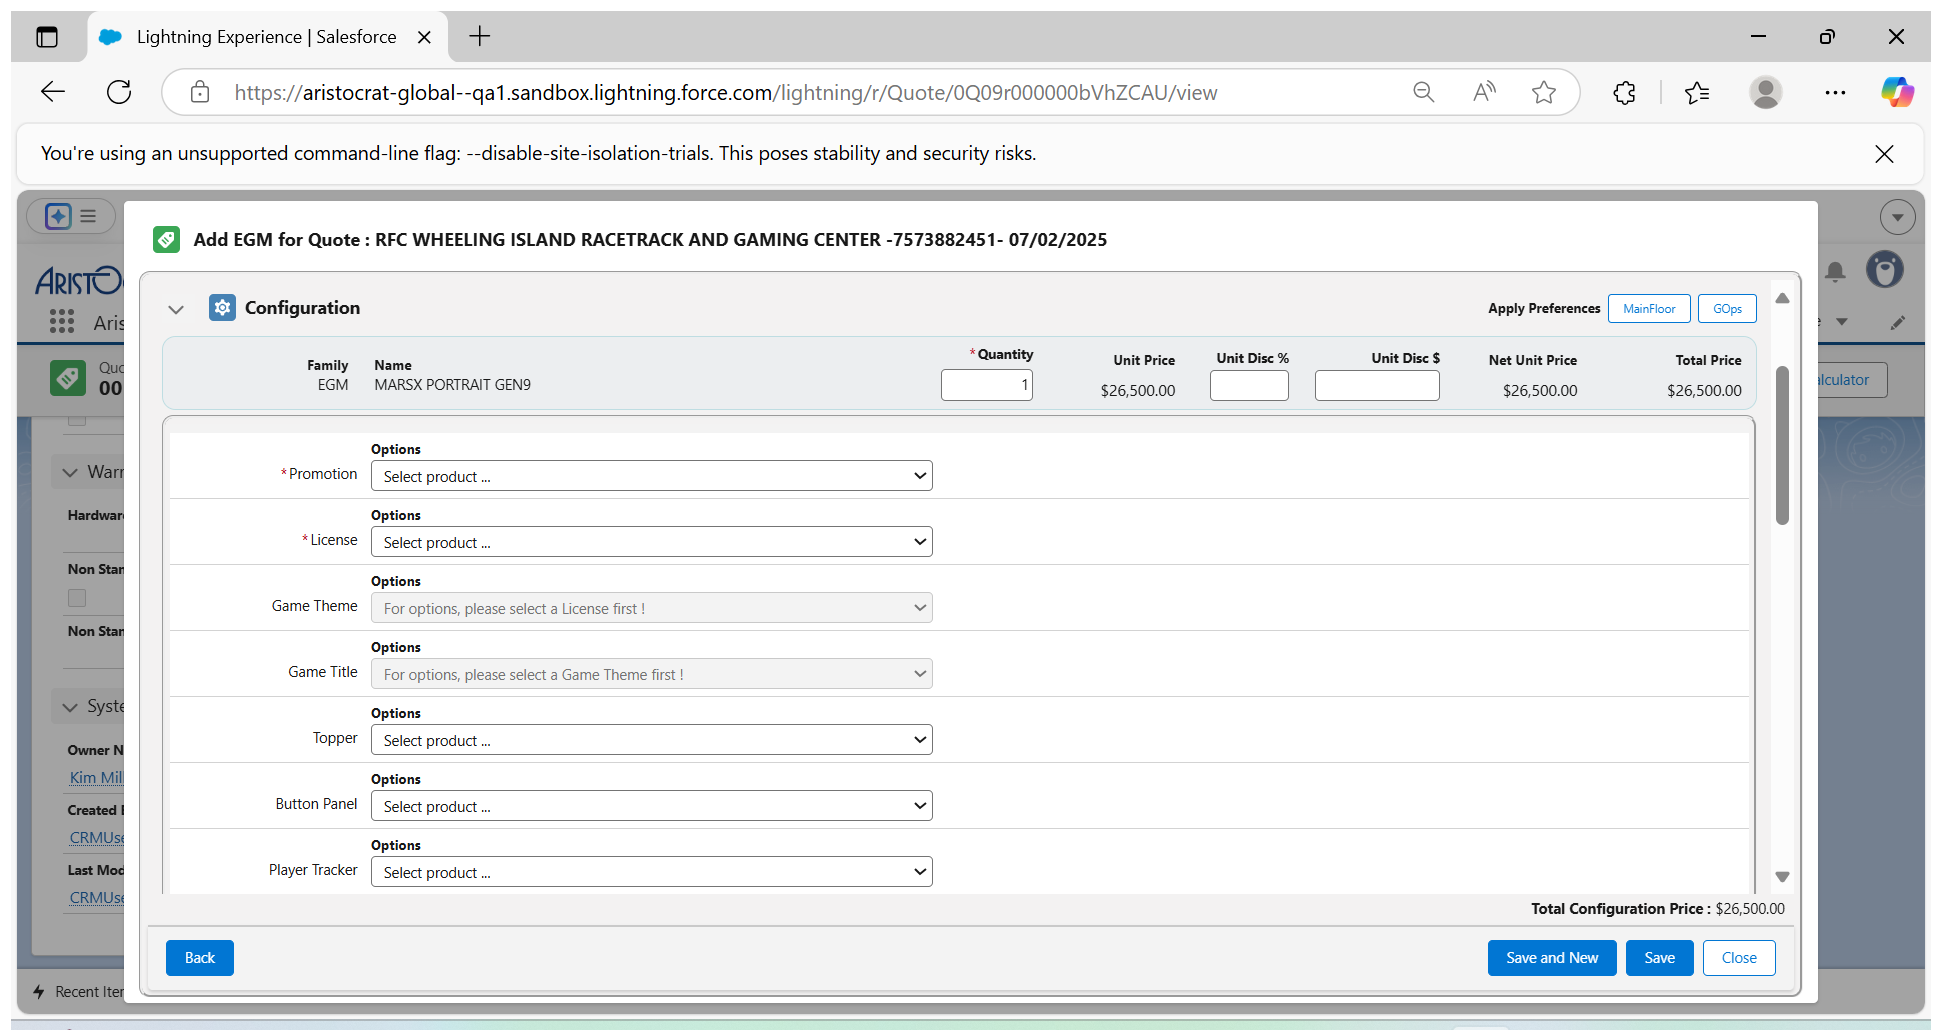 Lightning Experience | Salesforce
https://aristocrat-global--qa1.sandbox.lightning.force.com/lightning/r/Quote/0Q09r000000bVhZCAU/view
You're using an unsupported command-line flag: --disable-site-isolation-trials. This poses stability and security risks.
Add EGM for Quote : RFC WHEELING ISLAND RACETRACK AND GAMING CENTER -7573882451- 07/02/2025
Configuration
Apply Preferences
MainFloor
GOps
Family
EGM
Name
MARSX PORTRAIT GEN9
*Quantity
1
Unit Price
$26,500.00
Unit Disc %
Unit Disc $
Net Unit Price
$26,500.00
Total Price
$26,500.00
Options
*Promotion
Select product ...
Options
*License
Select product ...
Options
Game Theme
For options, please select a License first !
Options
Game Title
For options, please select a Game Theme first !
Options
Topper
Select product ...
Options
Button Panel
Select product ...
Options
Player Tracker
Select product ...
Total Configuration Price : $26,500.00
Back
Save and New
Save
Close
ARISTO
Aris
Quo
00
Warr
Hardwar
Non Stan
Non Stan
Syste
Owner N
Kim Mil
Created
CRMUse
Last Mod
CRMUse
Recent Iter
lculator